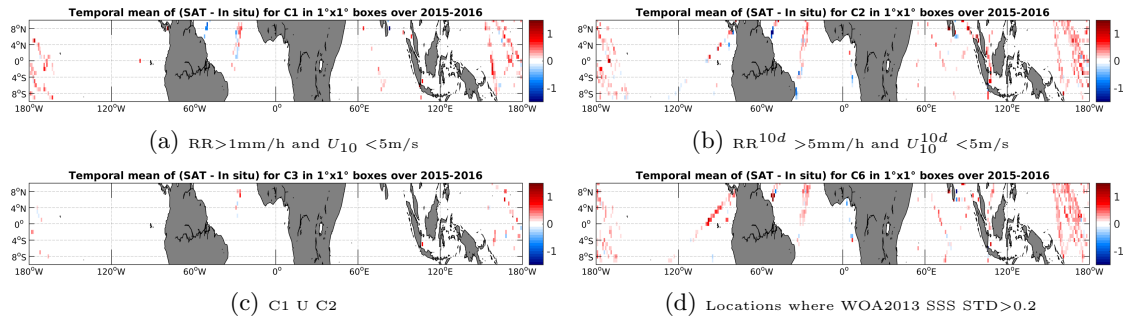 Temporal mean of (SAT - In situ) for C1 in 1°x1° boxes over 2015-2016
8°N
4°N
0°
4°S
8°S
180°W 120°W 60°W 0° 60°E 120°E 180°W
1
0
-1
(a) RR>1mm/h and U10 <5m/s
Temporal mean of (SAT - In situ) for C2 in 1°x1° boxes over 2015-2016
8°N
4°N
0°
4°S
8°S
180°W 120°W 60°W 0° 60°E 120°E 180°W
1
0
-1
(b) RR^10d >5mm/h and U10^10d <5m/s
Temporal mean of (SAT - In situ) for C3 in 1°x1° boxes over 2015-2016
8°N
4°N
0°
4°S
8°S
180°W 120°W 60°W 0° 60°E 120°E 180°W
1
0
-1
(c) C1 U C2
Temporal mean of (SAT - In situ) for C6 in 1°x1° boxes over 2015-2016
8°N
4°N
0°
4°S
8°S
180°W 120°W 60°W 0° 60°E 120°E 180°W
1
0
-1
(d) Locations where WOA2013 SSS STD>0.2